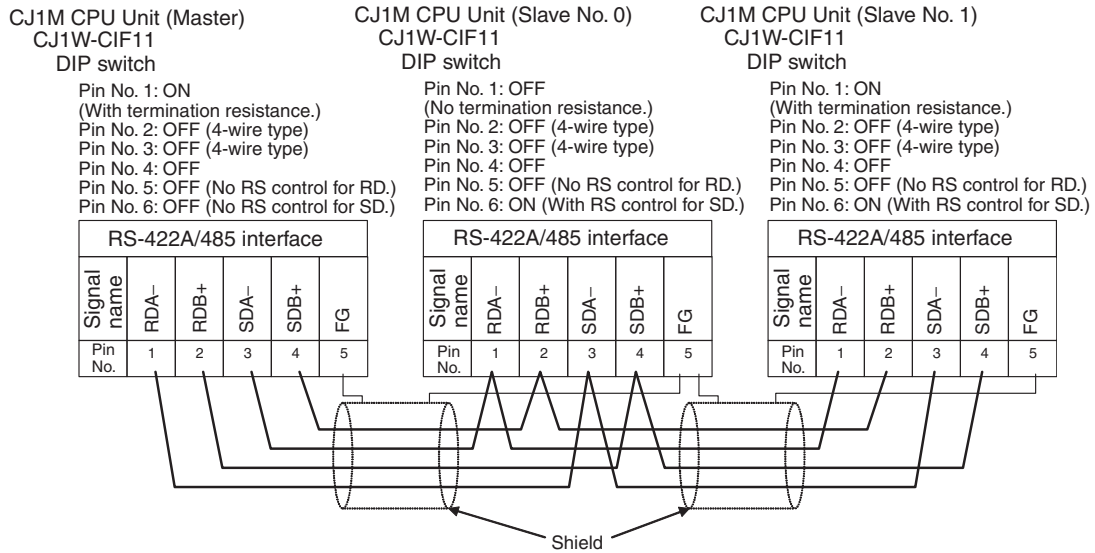 CJ1M CPU Unit (Master)
CJ1W-CIF11
DIP switch
Pin No. 1: ON
(With termination resistance.)
Pin No. 2: OFF (4-wire type)
Pin No. 3: OFF (4-wire type)
Pin No. 4: OFF
Pin No. 5: OFF (No RS control for RD.)
Pin No. 6: OFF (No RS control for SD.)
RS-422A/485 interface
Signal name RDA− RDB+ SDA− SDB+ FG
Pin No. 1 2 3 4 5
CJ1M CPU Unit (Slave No. 0)
CJ1W-CIF11
DIP switch
Pin No. 1: OFF
(No termination resistance.)
Pin No. 2: OFF (4-wire type)
Pin No. 3: OFF (4-wire type)
Pin No. 4: OFF
Pin No. 5: OFF (No RS control for RD.)
Pin No. 6: ON (With RS control for SD.)
RS-422A/485 interface
Signal name RDA− RDB+ SDA− SDB+ FG
Pin No. 1 2 3 4 5
CJ1M CPU Unit (Slave No. 1)
CJ1W-CIF11
DIP switch
Pin No. 1: ON
(With termination resistance.)
Pin No. 2: OFF (4-wire type)
Pin No. 3: OFF (4-wire type)
Pin No. 4: OFF
Pin No. 5: OFF (No RS control for RD.)
Pin No. 6: ON (With RS control for SD.)
RS-422A/485 interface
Signal name RDA− RDB+ SDA− SDB+ FG
Pin No. 1 2 3 4 5
Shield